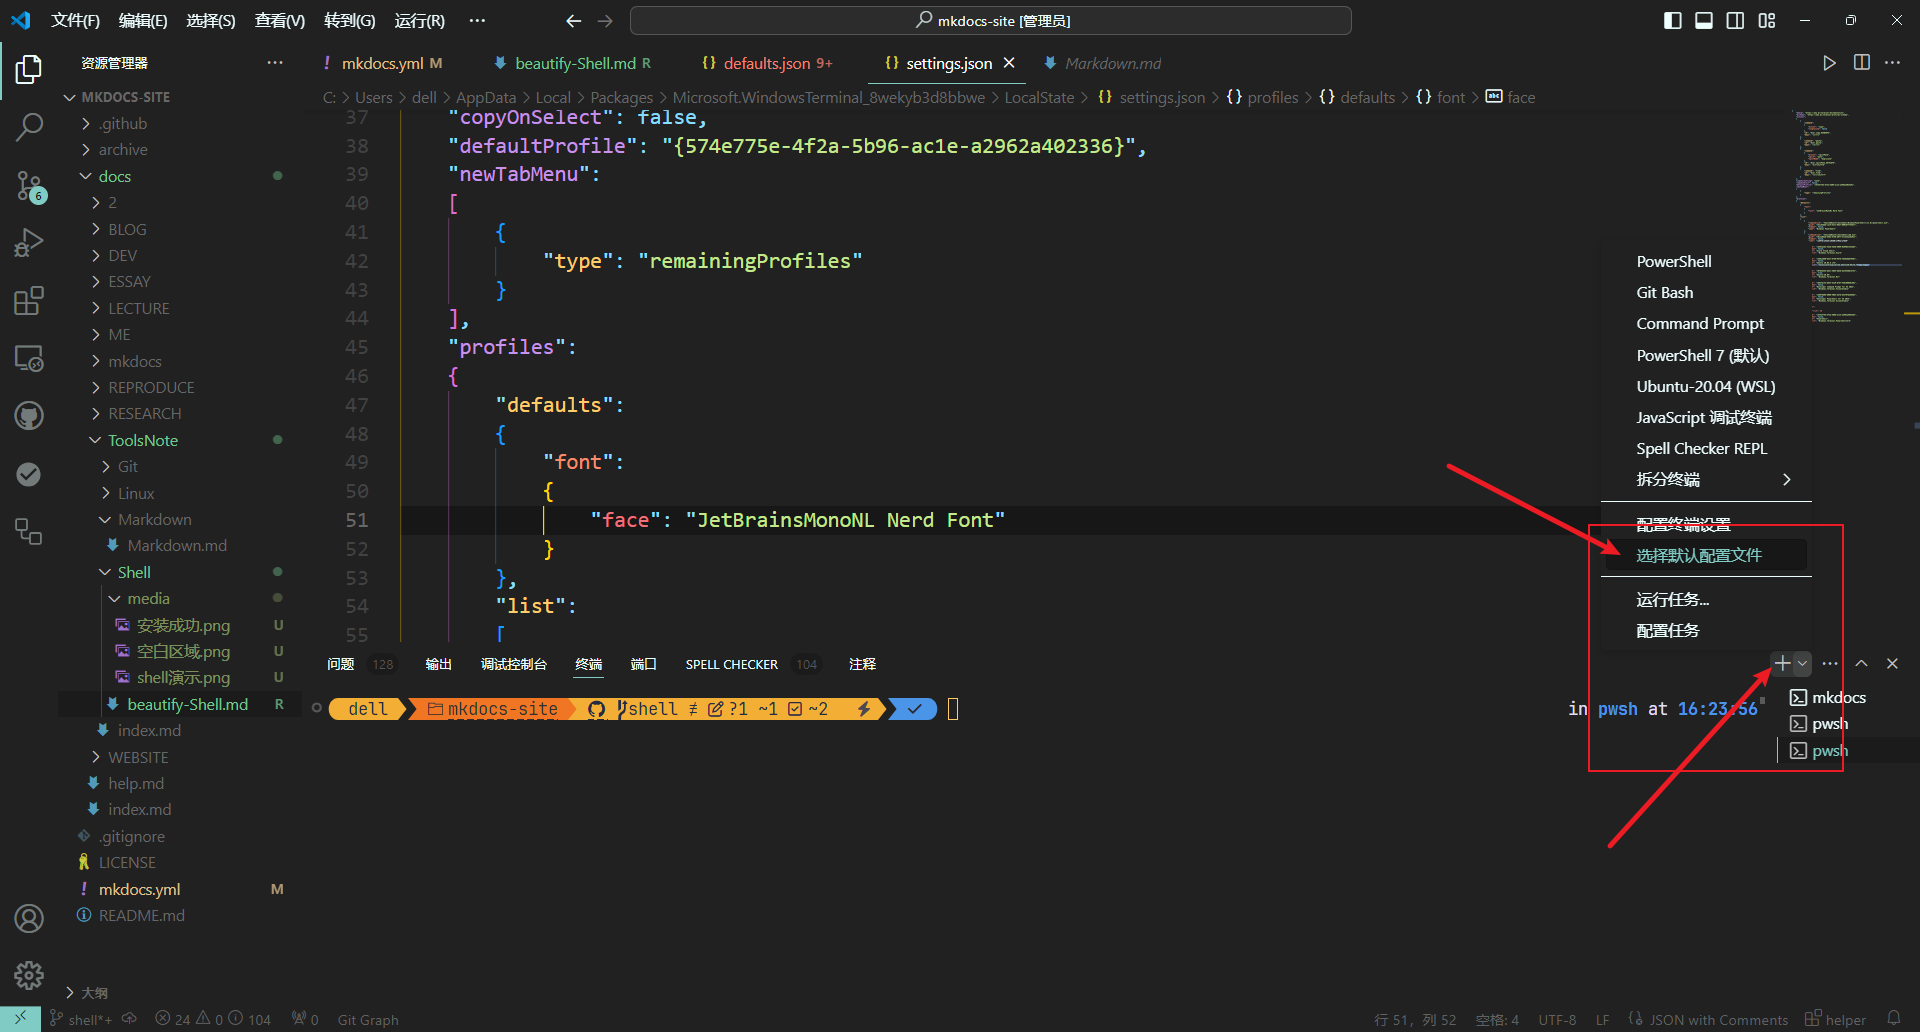 文件(F) 编辑(E) 选择(S) 查看(V) 转到(G) 运行(R) ··· mkdocs-site [管理员]
资源管理器 ···
! mkdocs.yml M beautify-Shell.md R {} defaults.json 9+ {} settings.json Markdown.md
C: > Users > dell > AppData > Local > Packages > Microsoft.WindowsTerminal_8wekyb3d8bbwe > LocalState > {} settings.json > {} profiles > {} defaults > {} font > face
MKDOCS-SITE
.github
archive
docs
2
BLOG
DEV
ESSAY
LECTURE
ME
mkdocs
REPRODUCE
RESEARCH
ToolsNote
Git
Linux
Markdown
Markdown.md
Shell
media
安装成功.png U
空白区域.png U
shell演示.png U
beautify-Shell.md R
index.md
WEBSITE
help.md
index.md
.gitignore
LICENSE
! mkdocs.yml M
README.md
大纲
6
37 "copyOnSelect": false,
38 "defaultProfile": "{574e775e-4f2a-5b96-ac1e-a2962a402336}",
39 "newTabMenu":
40 [
41 {
42 "type": "remainingProfiles"
43 }
44 ],
45 "profiles":
46 {
47 "defaults":
48 {
49 "font":
50 {
51 "face": "JetBrainsMonoNL Nerd Font"
52 }
53 },
54 "list":
55 [
PowerShell
Git Bash
Command Prompt
PowerShell 7 (默认)
Ubuntu-20.04 (WSL)
JavaScript 调试终端
Spell Checker REPL
拆分终端
配置终端设置
选择默认配置文件
运行任务...
配置任务
问题 128 输出 调试控制台 终端 端口 SPELL CHECKER 104 注释
dell mkdocs-site shell ≢ ?1 ~1 ~2 in pwsh at 16:23:56
mkdocs
pwsh
pwsh
shell*+ 24 0 104 0 Git Graph 行 51, 列 52 空格: 4 UTF-8 LF JSON with Comments helper